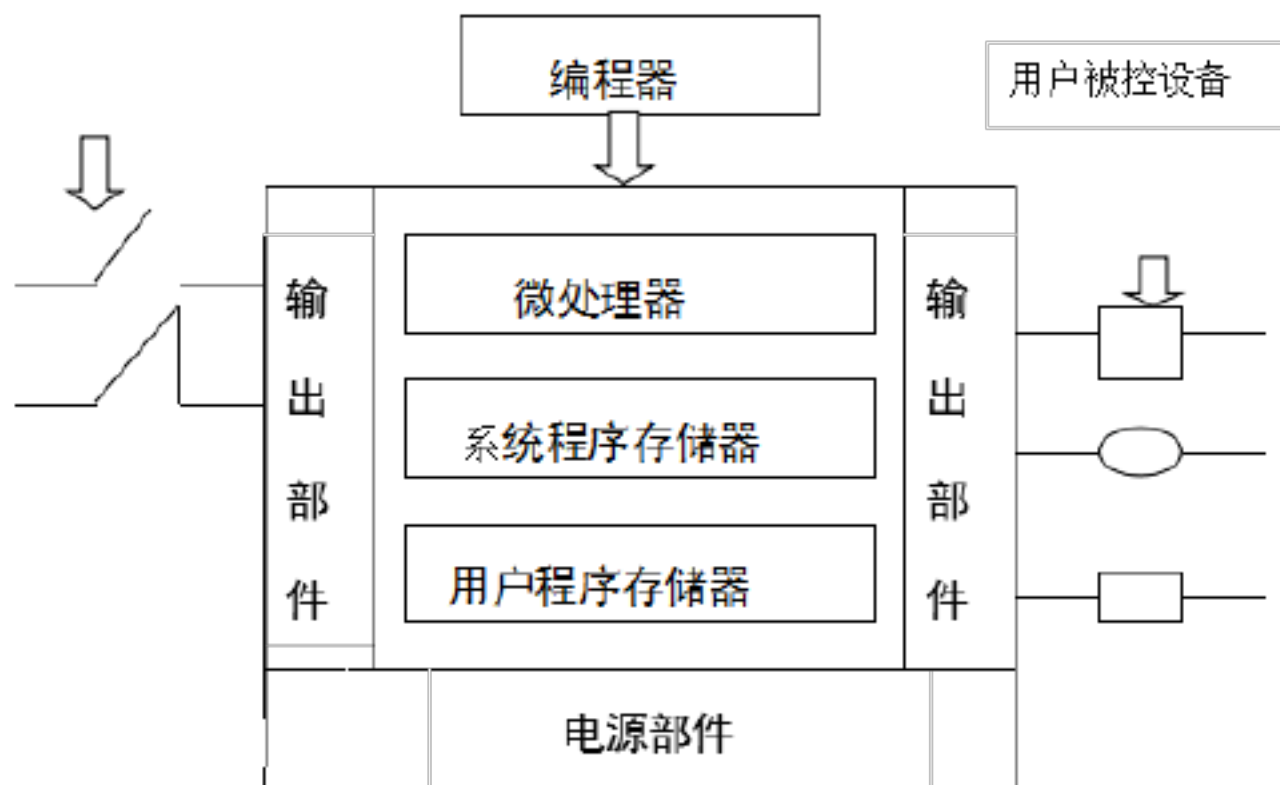 编程器
用户被控设备
微处理器
系统程序存储器
用户程序存储器
输
出
部
件
输
出
部
件
电源部件